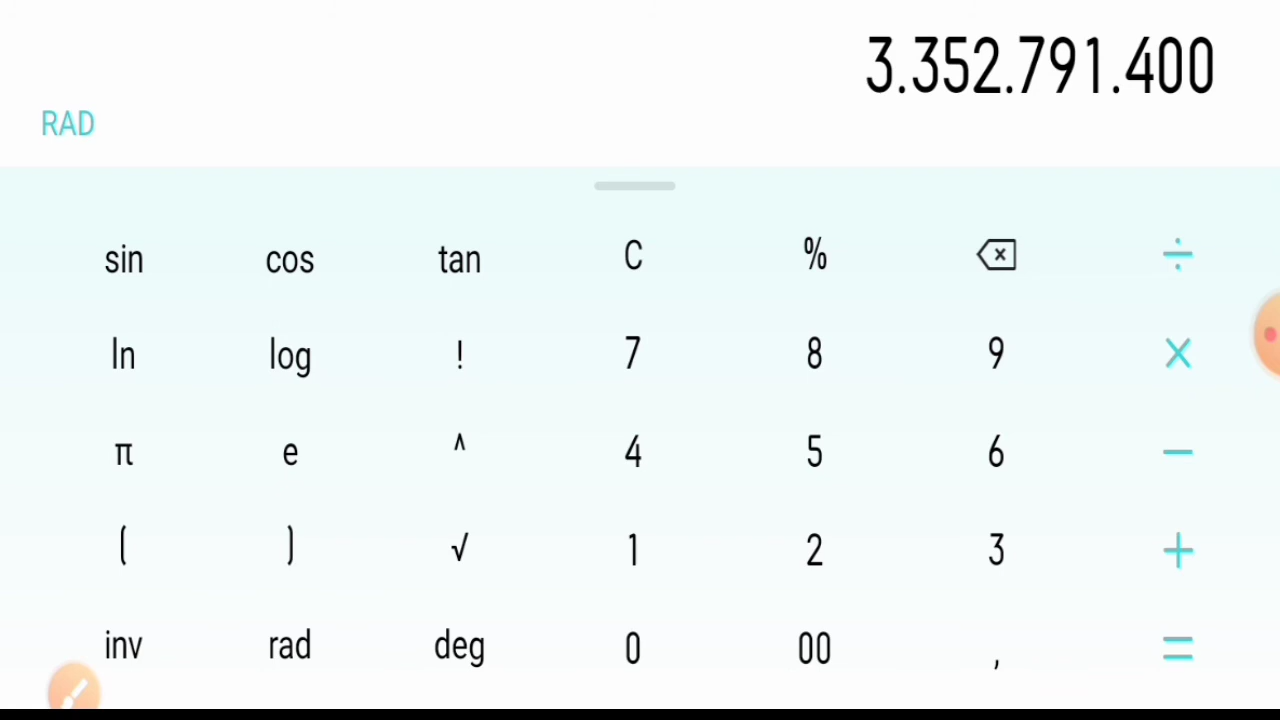 3.352.791.400
RAD
sin cos tan C % ÷
ln log ! 7 8 9 ×
π e ^ 4 5 6 −
( ) √ 1 2 3 +
inv rad deg 0 00 , =